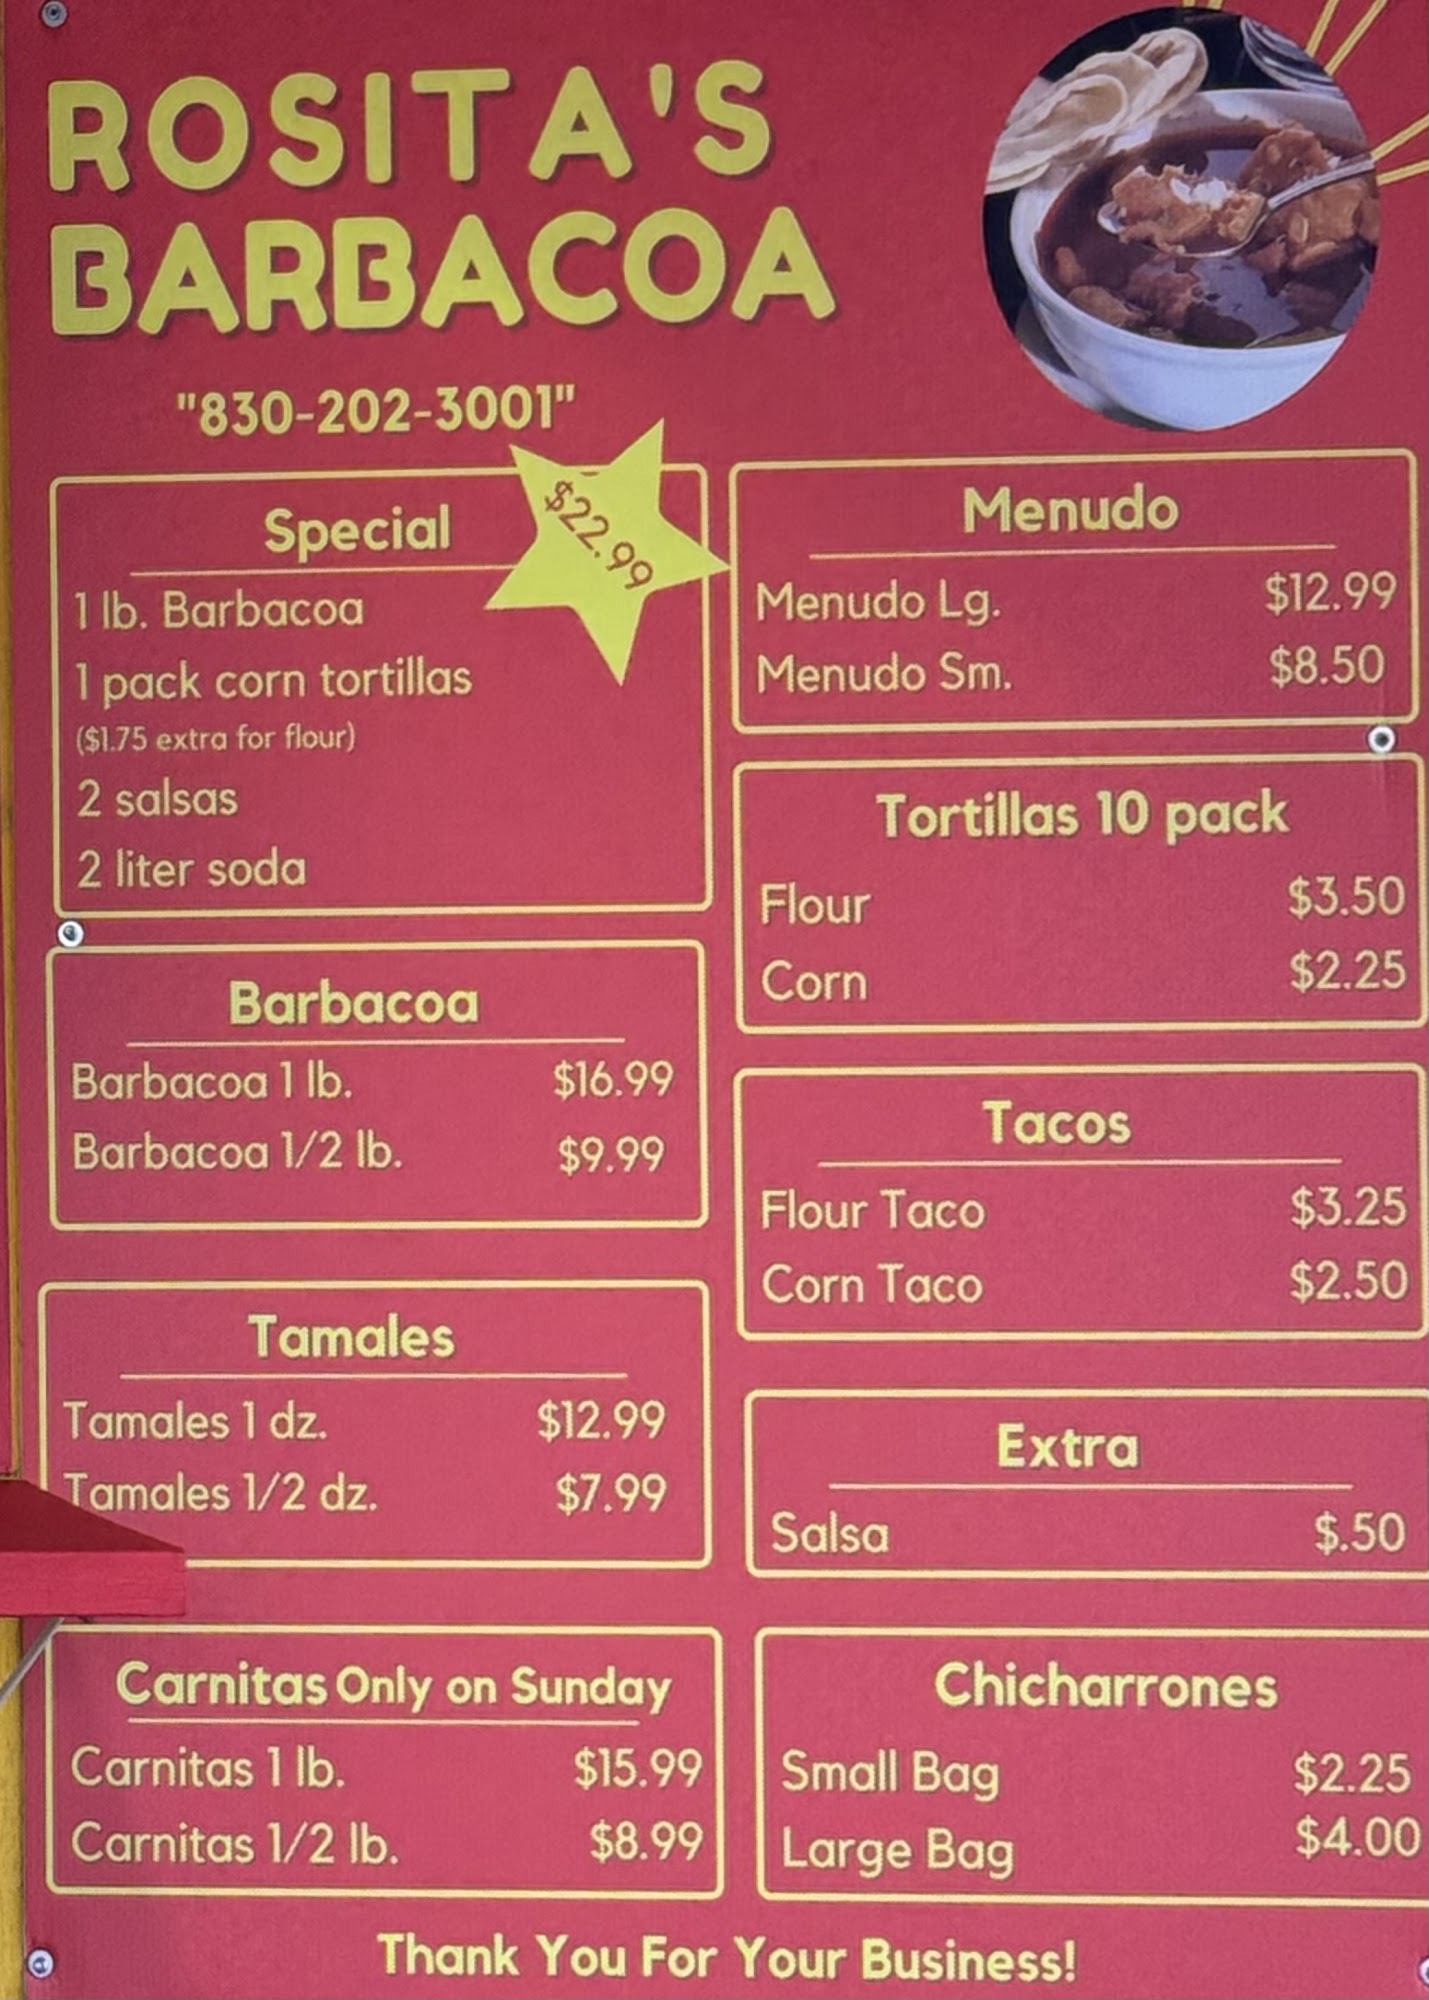 ROSITA'S
BARBACOA
"830-202-3001"
Special
$22.99
1 lb. Barbacoa
1 pack corn tortillas
($1.75 extra for flour)
2 salsas
2 liter soda
Barbacoa
Barbacoa 1 lb. $16.99
Barbacoa 1/2 lb. $9.99
Tamales
Tamales 1 dz. $12.99
Tamales 1/2 dz. $7.99
Carnitas Only on Sunday
Carnitas 1 lb. $15.99
Carnitas 1/2 lb. $8.99
Menudo
Menudo Lg. $12.99
Menudo Sm. $8.50
Tortillas 10 pack
Flour $3.50
Corn $2.25
Tacos
Flour Taco $3.25
Corn Taco $2.50
Extra
Salsa $.50
Chicharrones
Small Bag $2.25
Large Bag $4.00
Thank You For Your Business!